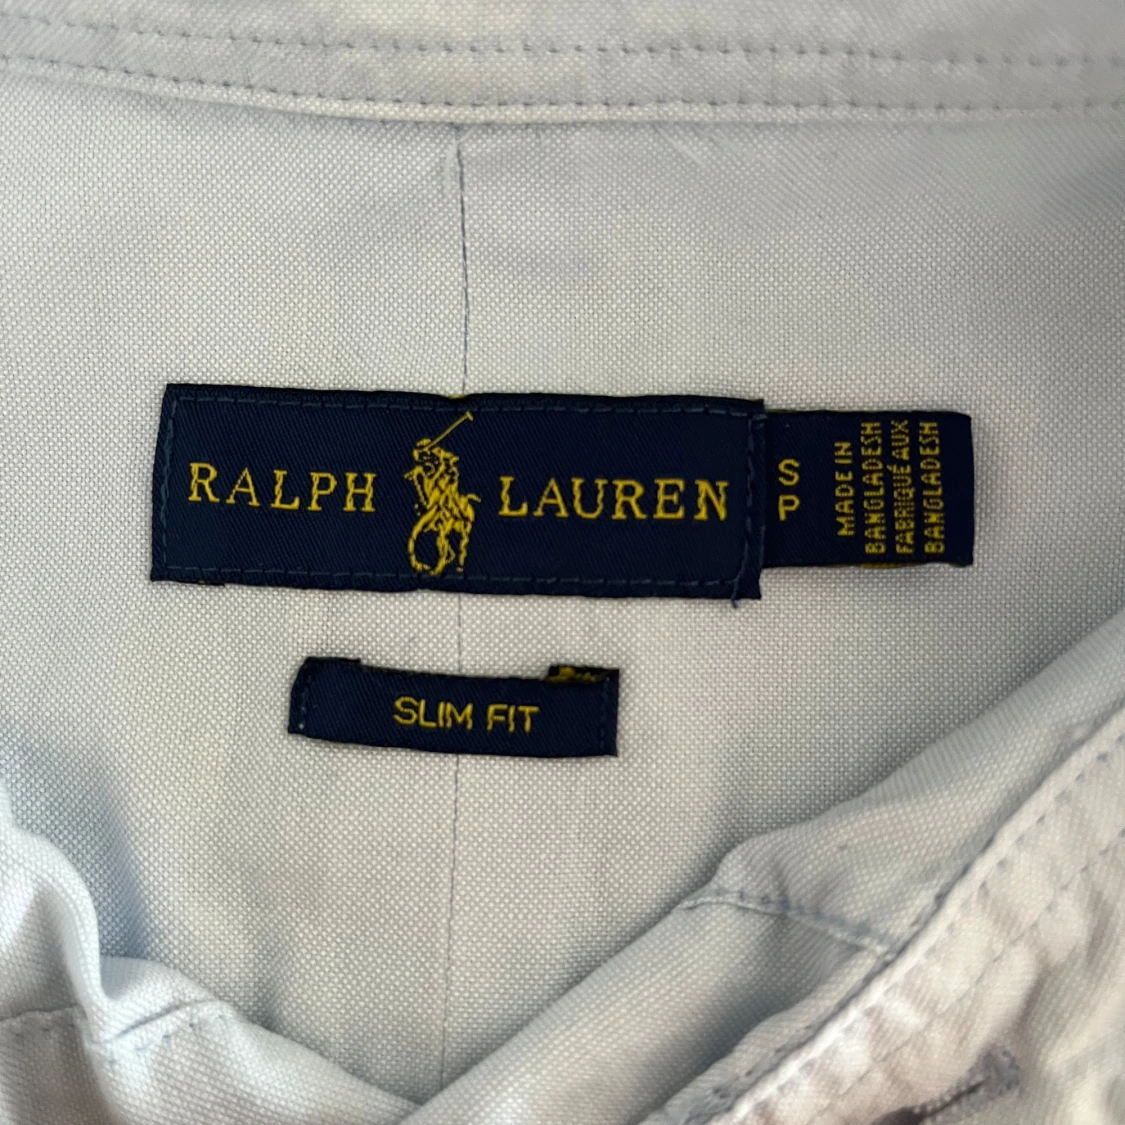 RALPH LAUREN
S
P
MADE IN
BANGLADESH
FABRIQUÉ AUX
BANGLADESH
SLIM FIT